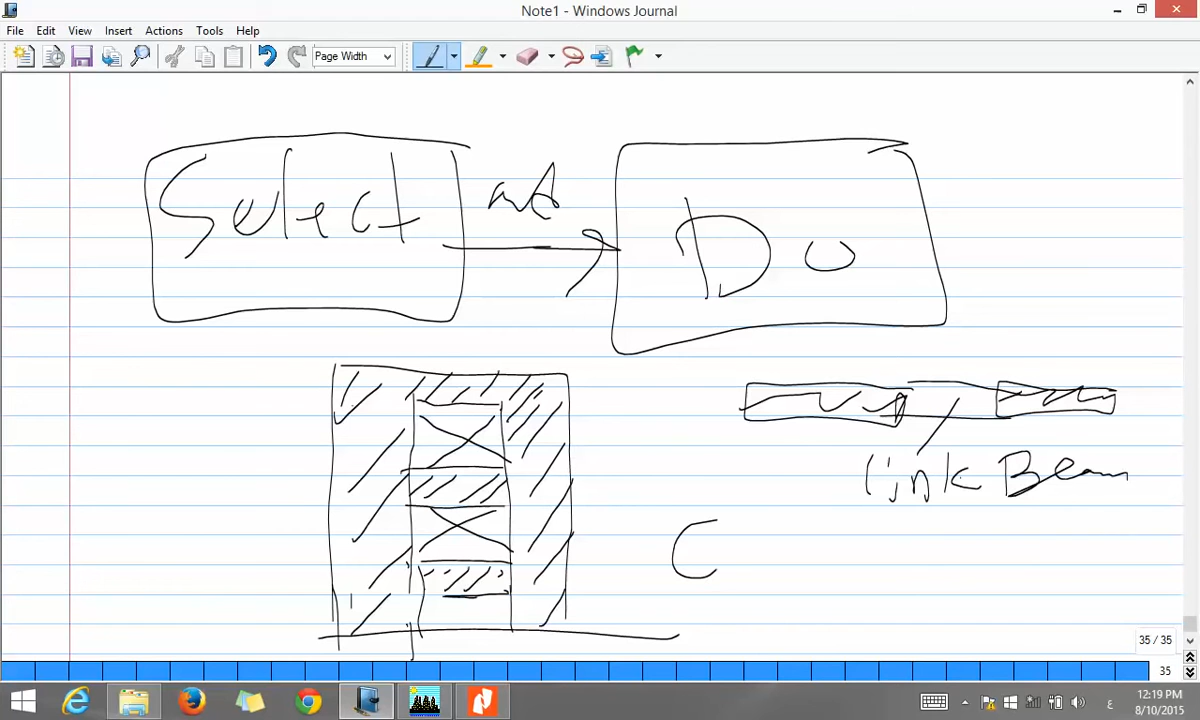 Note1 - Windows Journal
File Edit View Insert Actions Tools Help
Page Width
Select
Do
link Beam
C
35 / 35
35
12:19 PM
ع
8/10/2015